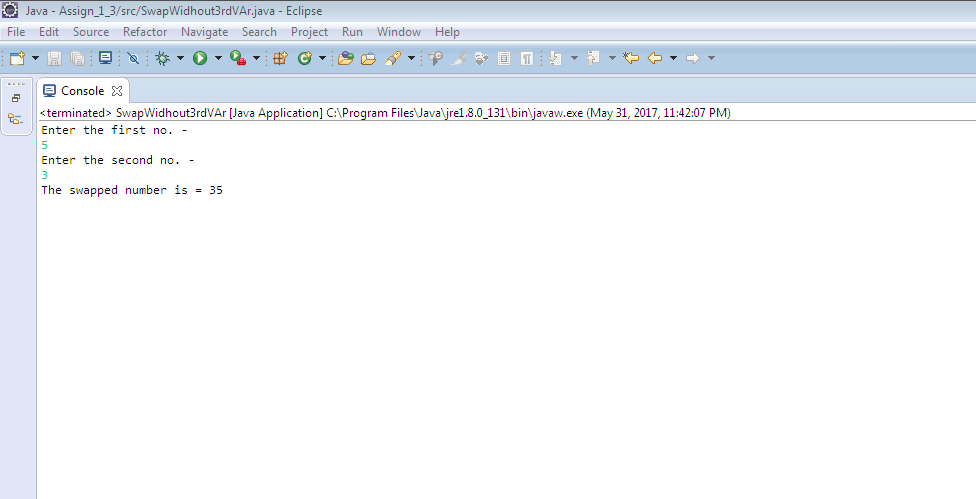 Java - Assign_1_3/src/SwapWidhout3rdVAr.java - Eclipse
File Edit Source Refactor Navigate Search Project Run Window Help
Console
<terminated> SwapWidhout3rdVAr [Java Application] C:\Program Files\Java\jre1.8.0_131\bin\javaw.exe (May 31, 2017, 11:42:07 PM)
Enter the first no. -
5
Enter the second no. -
3
The swapped number is = 35